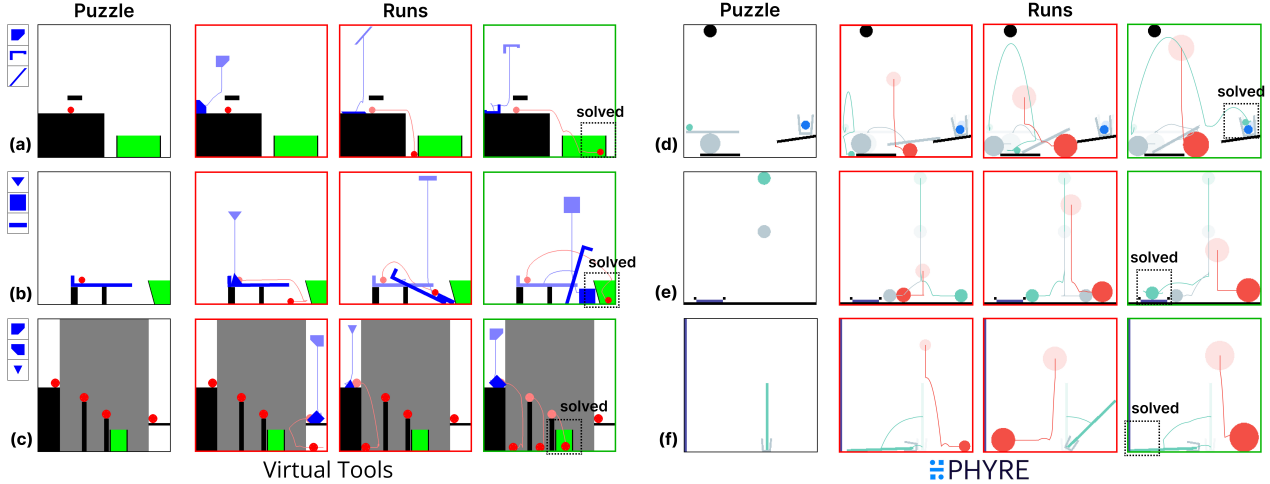 Puzzle
Runs
Puzzle
Runs
(a)
solved
(d)
solved
(b)
solved
(e)
solved
(c)
solved
(f)
solved
Virtual Tools
PHYRE